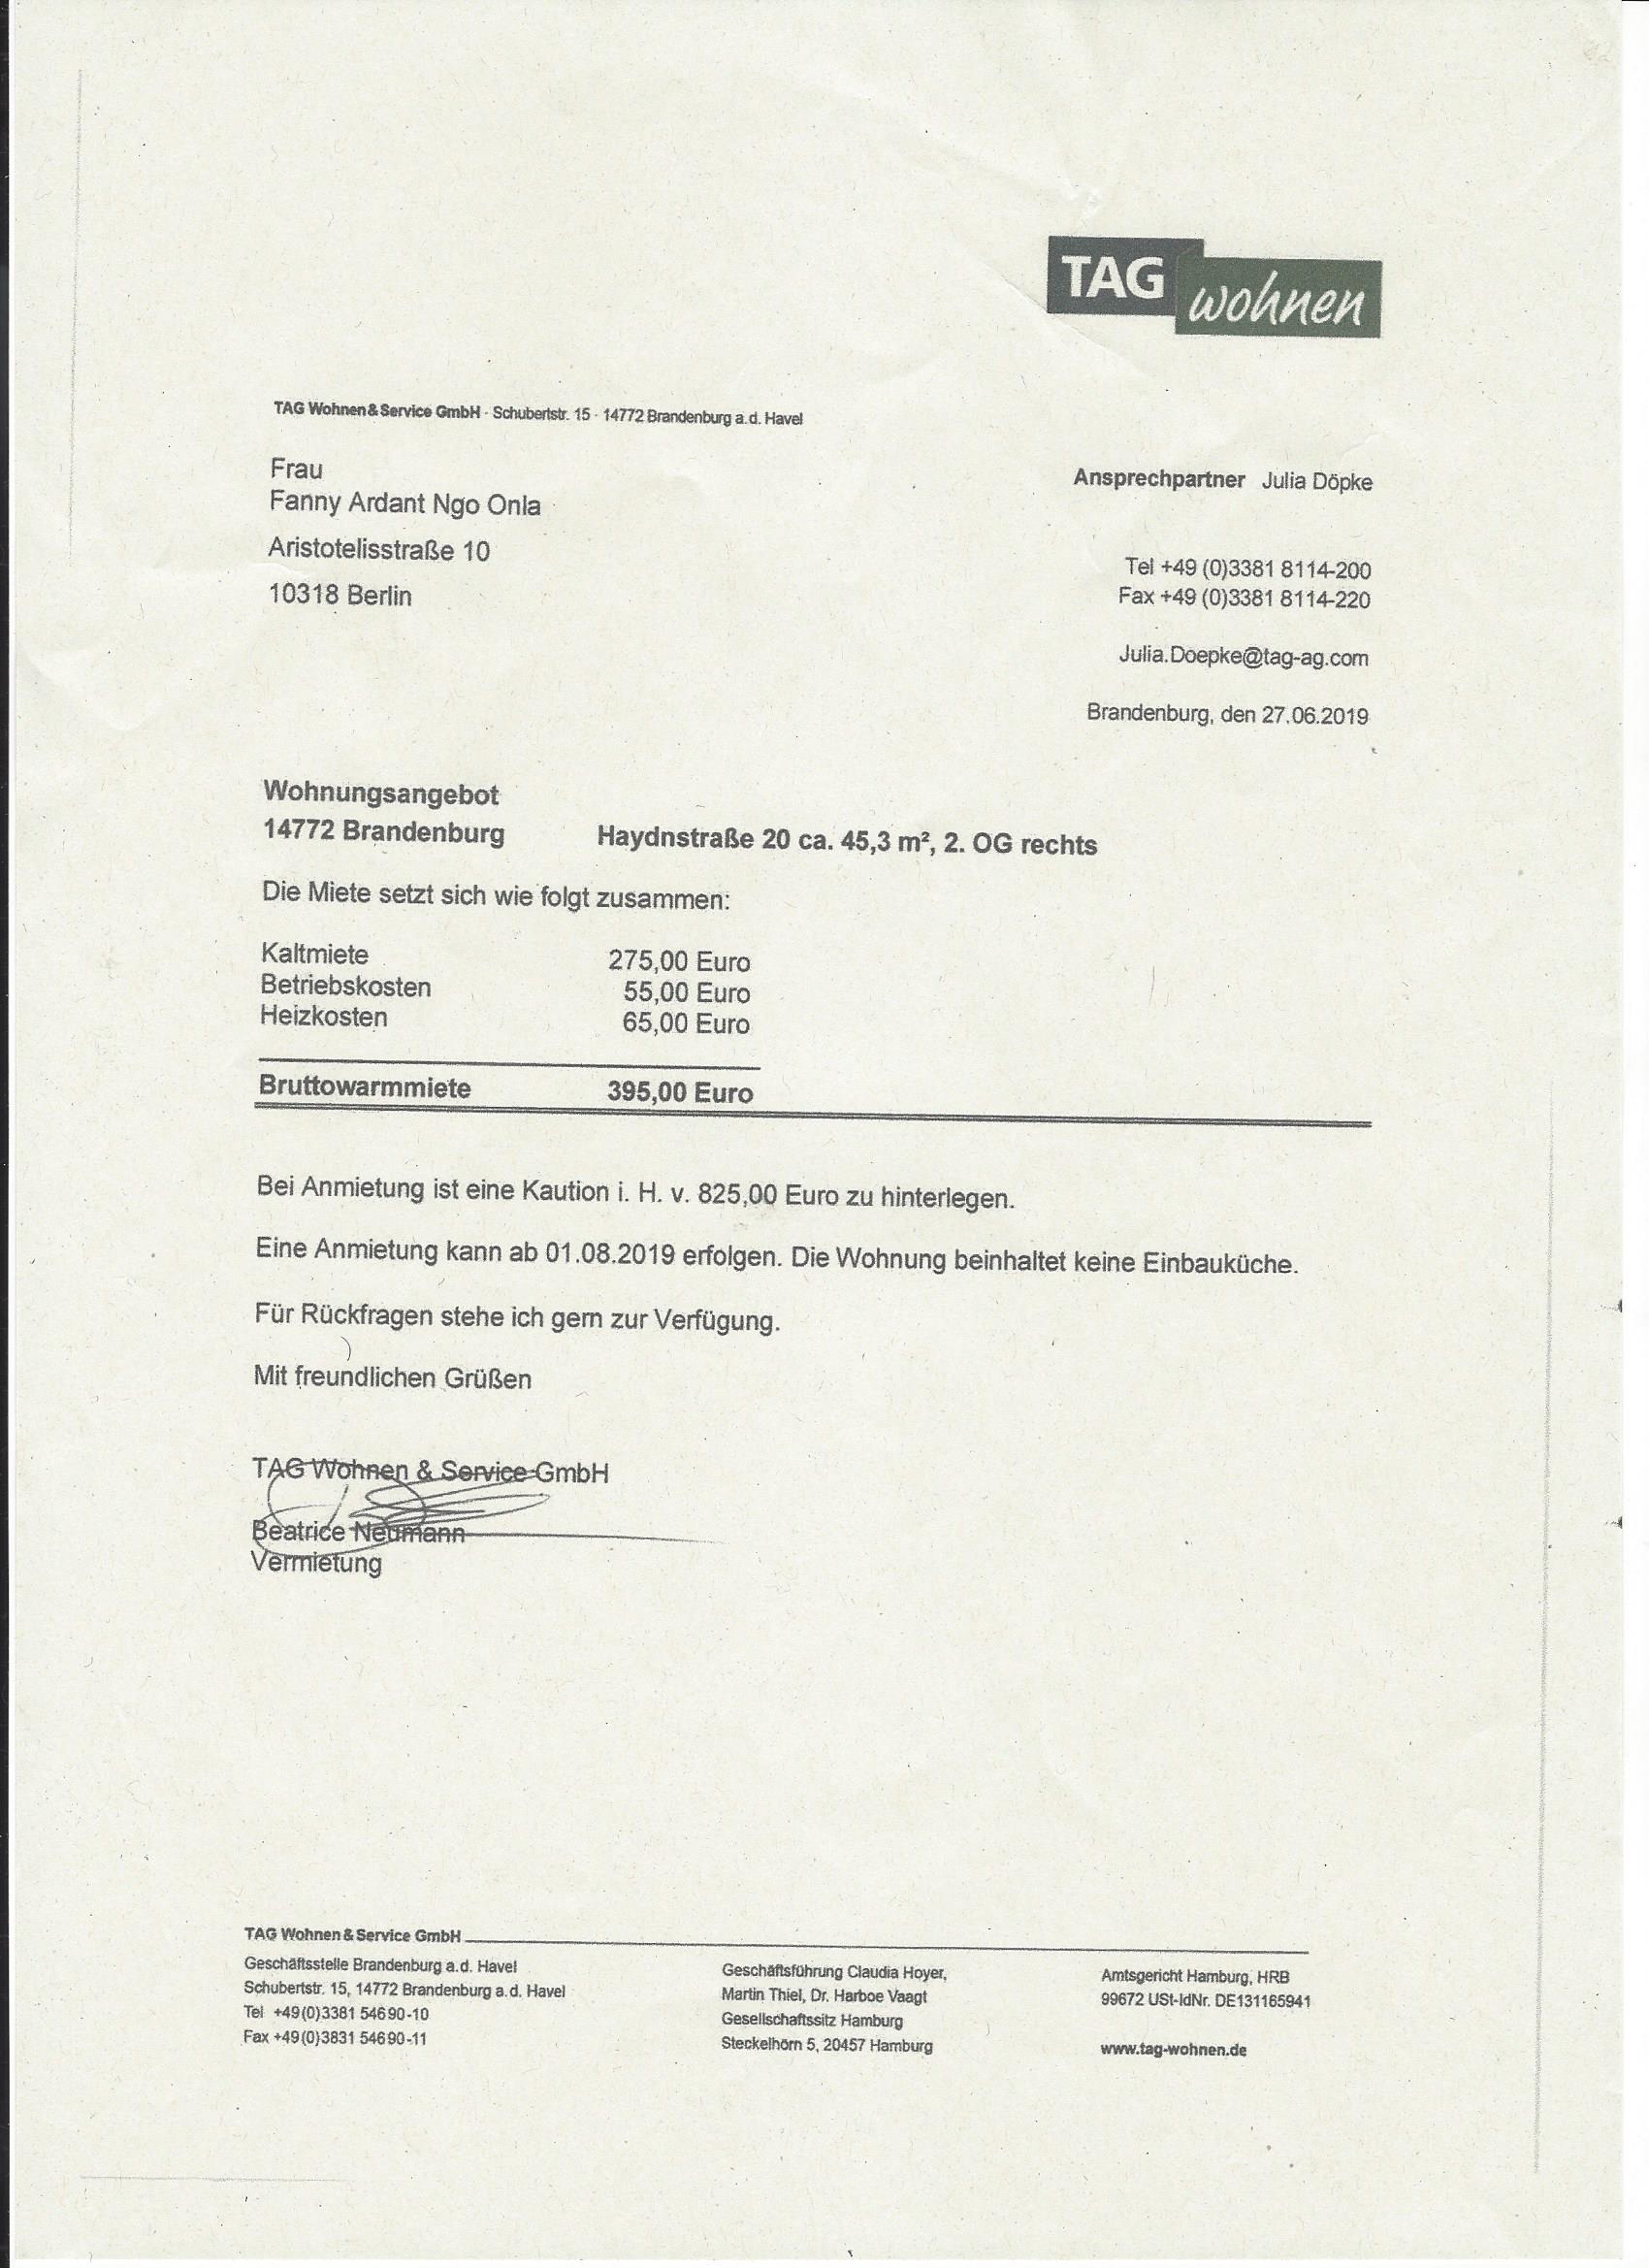 TAG wohnen
TAG Wohnen & Service GmbH · Schubertstr. 15 · 14772 Brandenburg a.d. Havel
Frau
Fanny Ardant Ngo Onla
Aristotelisstraße 10
10318 Berlin
Ansprechpartner Julia Döpke
Tel +49 (0)3381 8114-200
Fax +49 (0)3381 8114-220
Julia.Doepke@tag-ag.com
Brandenburg, den 27.06.2019
Wohnungsangebot
14772 Brandenburg Haydnstraße 20 ca. 45,3 m², 2. OG rechts
Die Miete setzt sich wie folgt zusammen:
Kaltmiete 275,00 Euro
Betriebskosten 55,00 Euro
Heizkosten 65,00 Euro
Bruttowarmmiete 395,00 Euro
Bei Anmietung ist eine Kaution i. H. v. 825,00 Euro zu hinterlegen.
Eine Anmietung kann ab 01.08.2019 erfolgen. Die Wohnung beinhaltet keine Einbauküche.
Für Rückfragen stehe ich gern zur Verfügung.
Mit freundlichen Grüßen
TAG Wohnen & Service GmbH
Beatrice Neumann
Vermietung
TAG Wohnen & Service GmbH
Geschäftsstelle Brandenburg a.d. Havel
Schubertstr. 15, 14772 Brandenburg a.d. Havel
Tel +49(0)3381 54690-10
Fax +49(0)3831 54690-11
Geschäftsführung Claudia Hoyer,
Martin Thiel, Dr. Harboe Vaagt
Gesellschaftssitz Hamburg
Steckelhörn 5, 20457 Hamburg
Amtsgericht Hamburg, HRB
99672 USt-IdNr. DE131165941
www.tag-wohnen.de